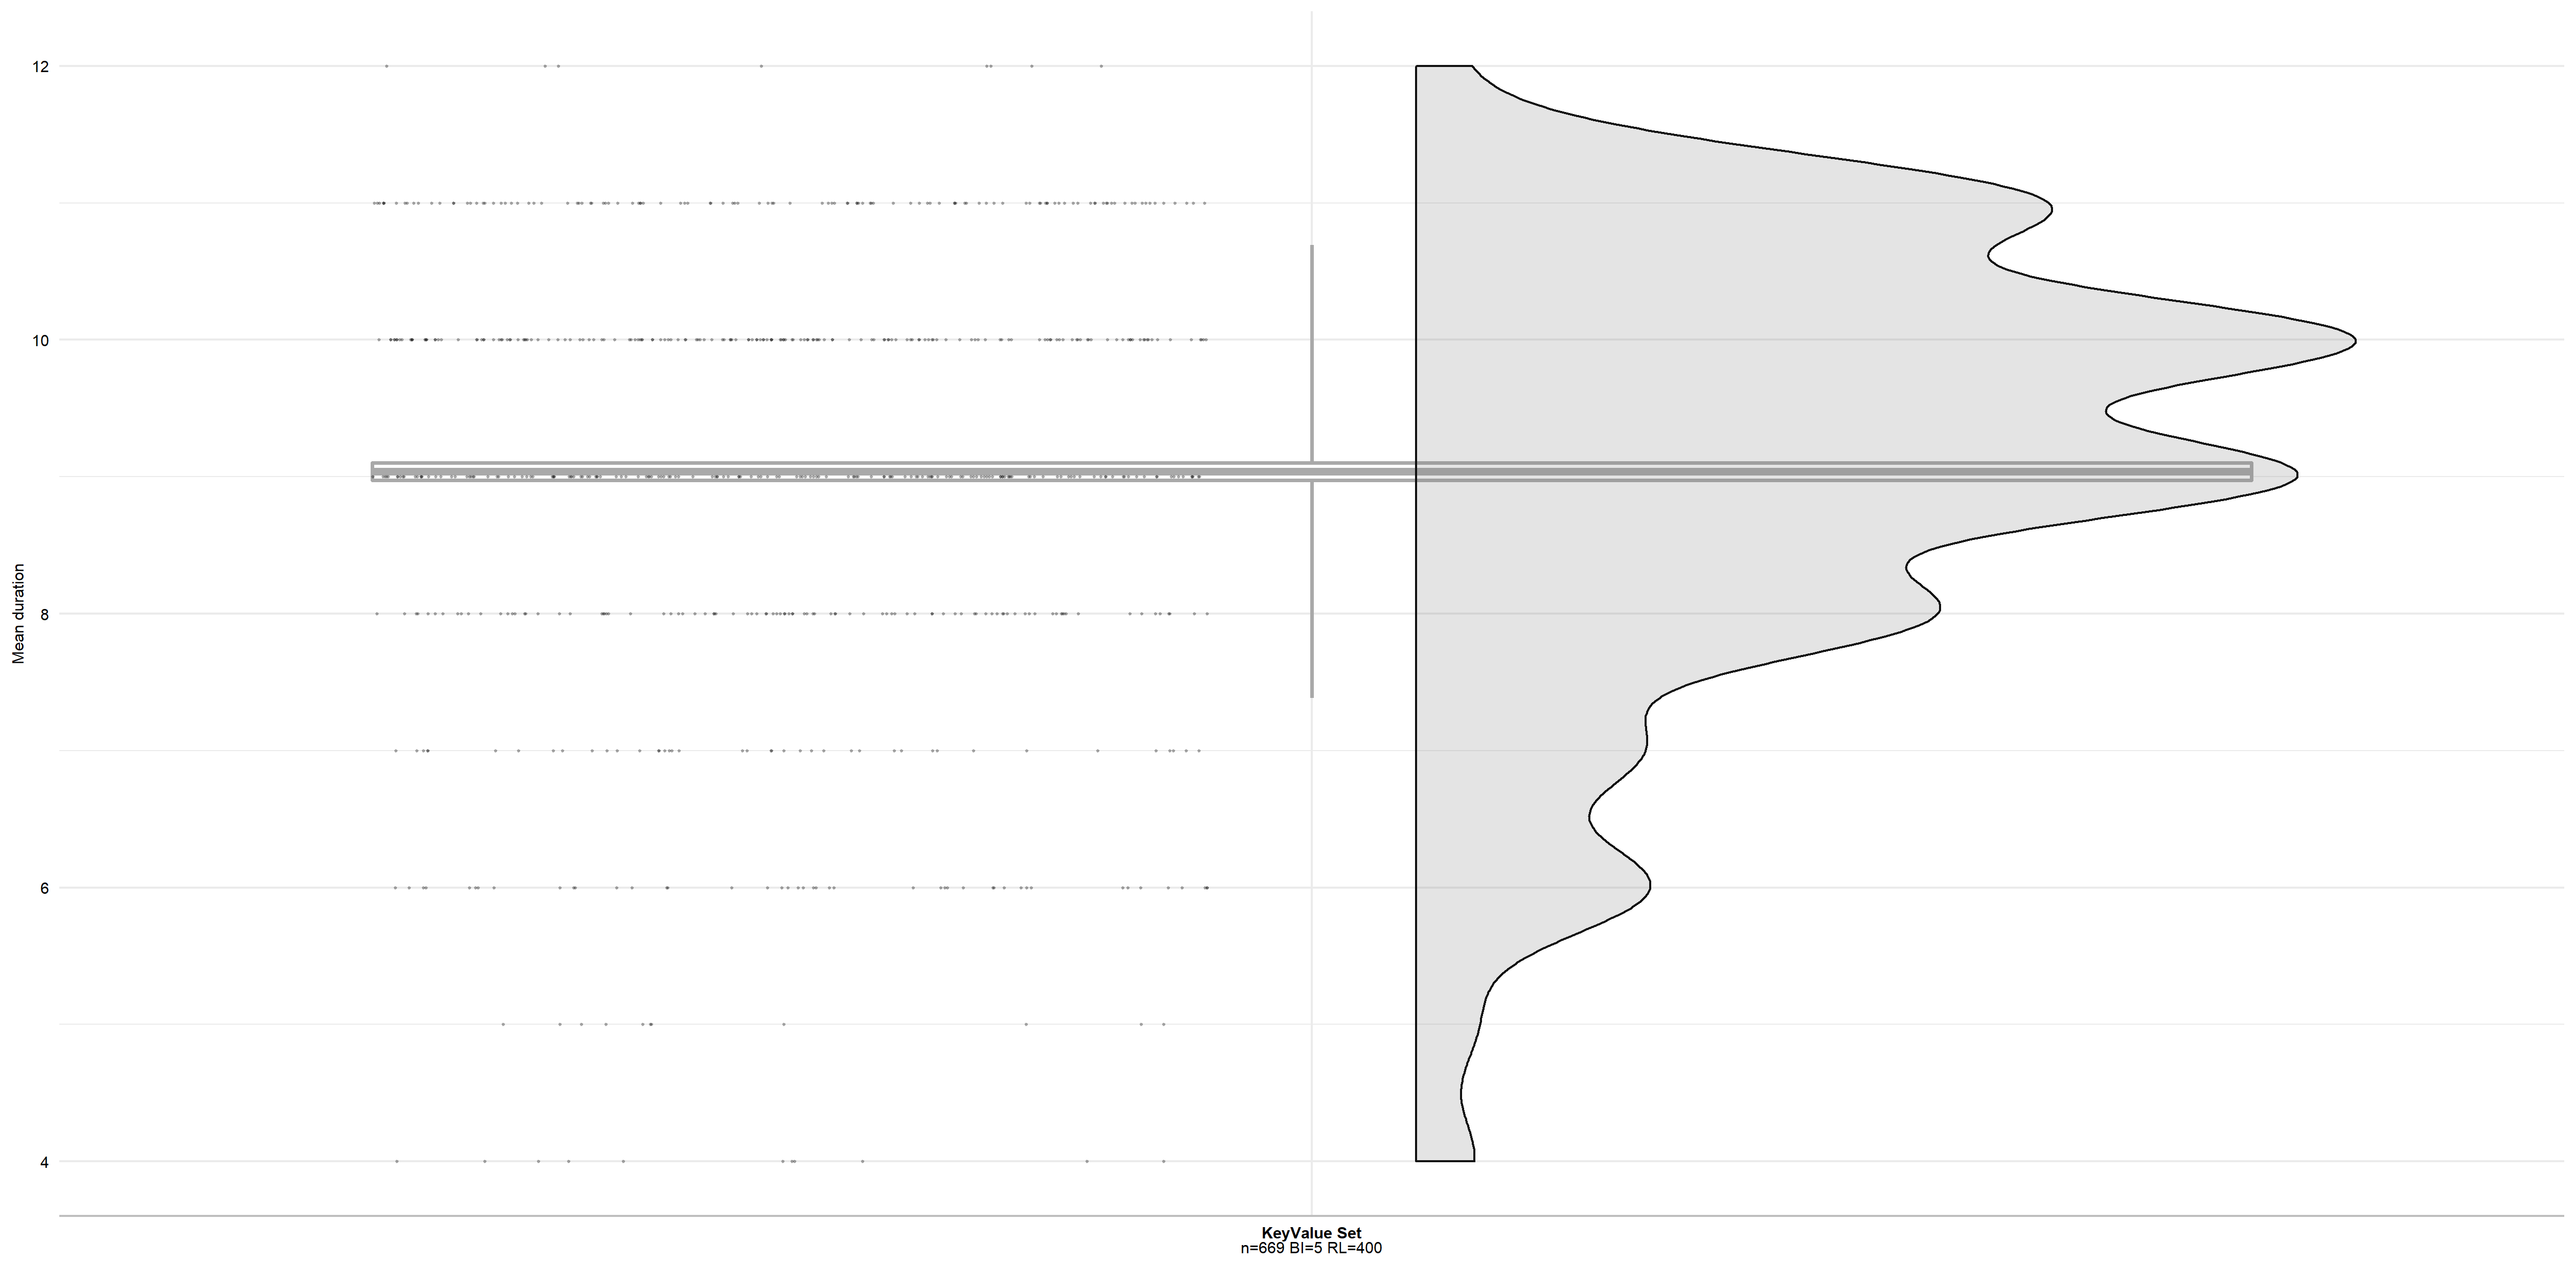 12
10
8
6
4
Mean duration
KeyValue Set
n=669 BI=5 RL=400